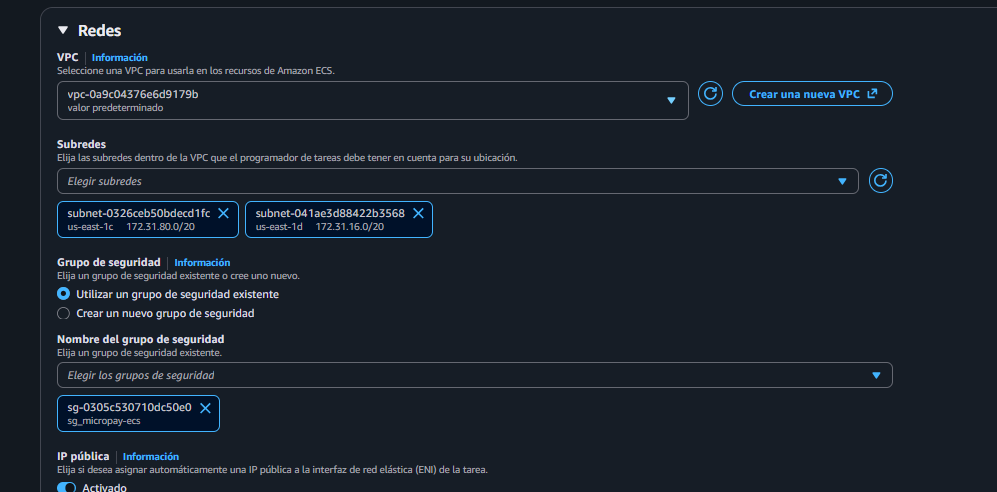 Redes
VPC | Información
Seleccione una VPC para usarla en los recursos de Amazon ECS.
vpc-0a9c04376e6d9179b
valor predeterminado
Crear una nueva VPC
Subredes
Elija las subredes dentro de la VPC que el programador de tareas debe tener en cuenta para su ubicación.
Elegir subredes
subnet-0326ceb50bdecd1fc
us-east-1c 172.31.80.0/20
subnet-041ae3d88422b3568
us-east-1d 172.31.16.0/20
Grupo de seguridad | Información
Elija un grupo de seguridad existente o cree uno nuevo.
Utilizar un grupo de seguridad existente
Crear un nuevo grupo de seguridad
Nombre del grupo de seguridad
Elija un grupo de seguridad existente.
Elegir los grupos de seguridad
sg-0305c530710dc50e0
sg_micropay-ecs
IP pública | Información
Elija si desea asignar automáticamente una IP pública a la interfaz de red elástica (ENI) de la tarea.
Activado